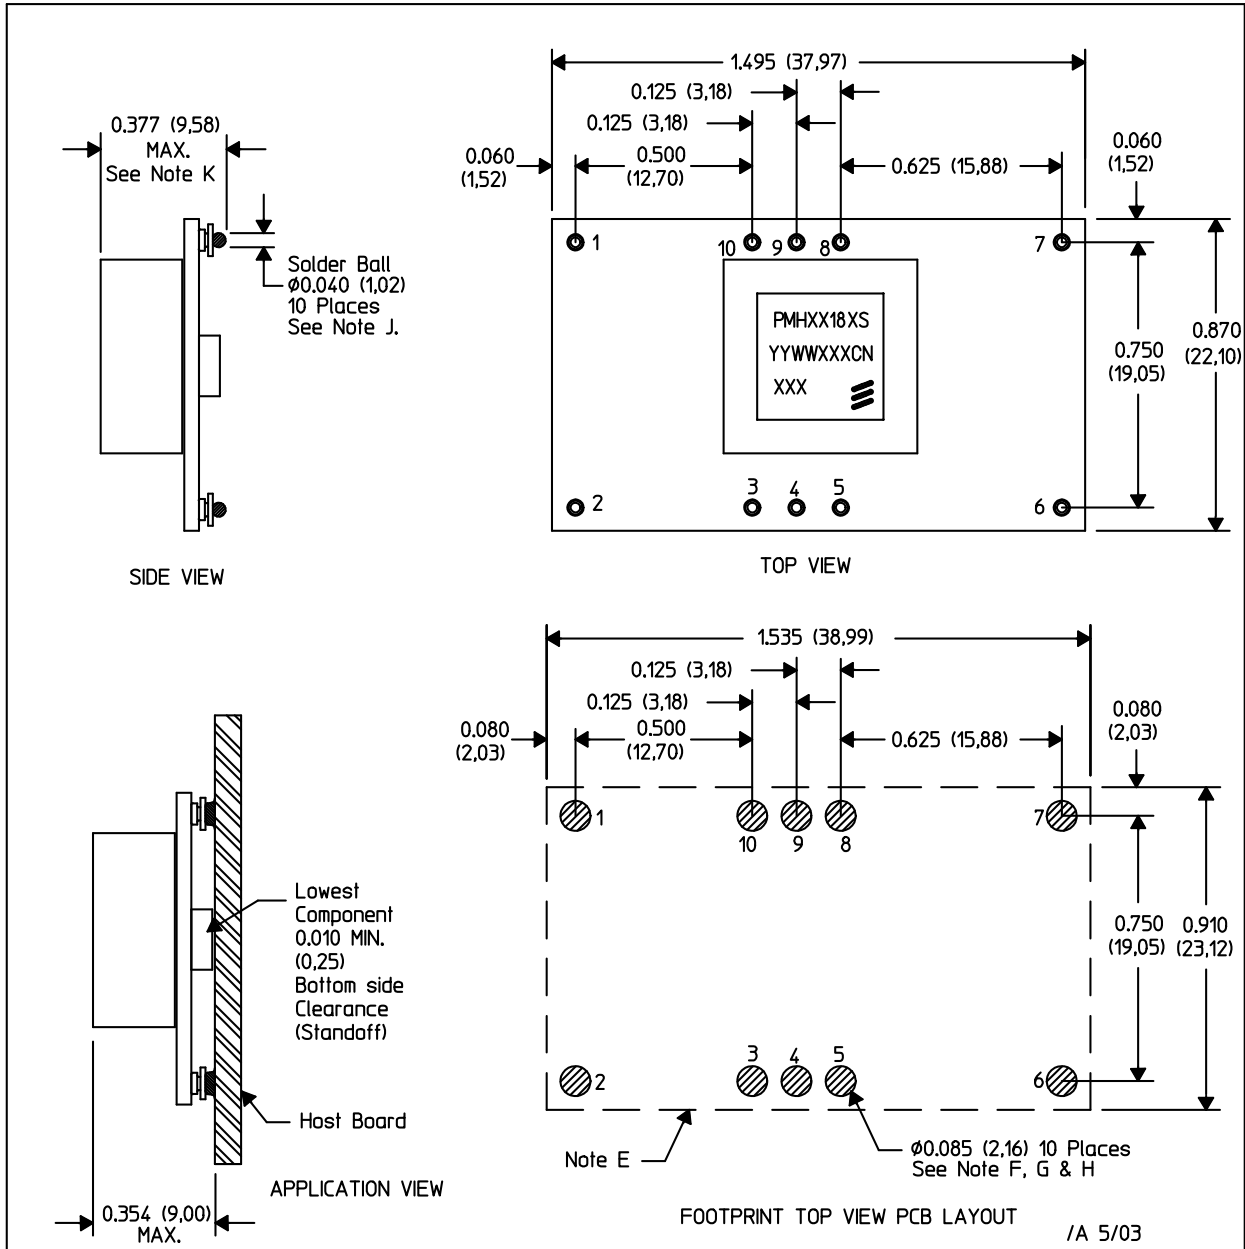 0.377 (9,58)
MAX.
See Note K
Solder Ball
Ø0.040 (1,02)
10 Places
See Note J.
SIDE VIEW
1.495 (37,97)
0.125 (3,18)
0.125 (3,18)
0.060
(1,52)
0.500
(12,70)
0.625 (15,88)
0.060
(1,52)
1
10
9
8
7
PMHXX18XS
YYWWXXXCN
XXX
0.750
(19,05)
0.870
(22,10)
2
3
4
5
6
TOP VIEW
Lowest
Component
0.010 MIN.
(0,25)
Bottom side
Clearance
(Standoff)
Host Board
APPLICATION VIEW
0.354 (9,00)
MAX.
1.535 (38,99)
0.125 (3,18)
0.125 (3,18)
0.080
(2,03)
0.500
(12,70)
0.625 (15,88)
0.080
(2,03)
1
10
9
8
7
0.750
(19,05)
0.910
(23,12)
2
3
4
5
6
Note E
Ø0.085 (2,16) 10 Places
See Note F, G & H
FOOTPRINT TOP VIEW PCB LAYOUT
/A 5/03